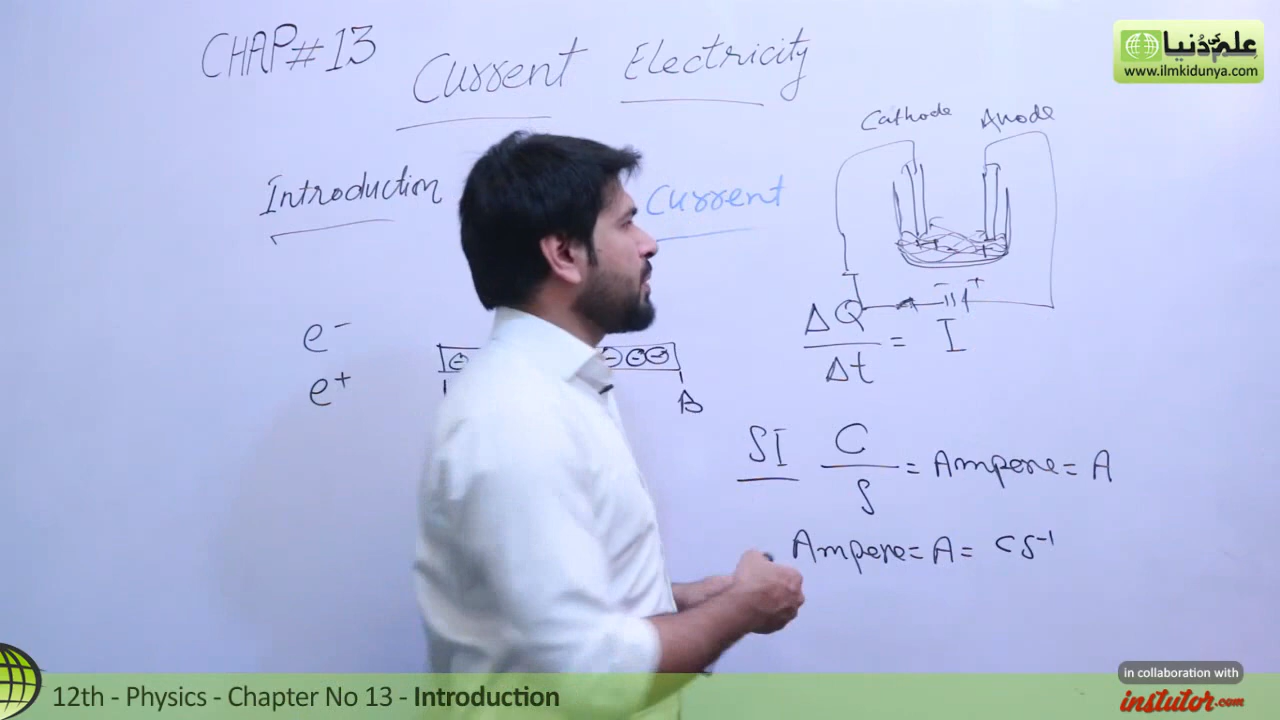 CHAP#13
Current Electricity
علم کی دنیا
www.ilmkidunya.com
Cathode Anode
Introduction
Current
e⁻
e⁺
B
- +
ΔQ/Δt = I
SI C/S = Ampere = A
Ampere = A = CS⁻¹
in collaboration with
instutor.com
12th - Physics - Chapter No 13 - Introduction